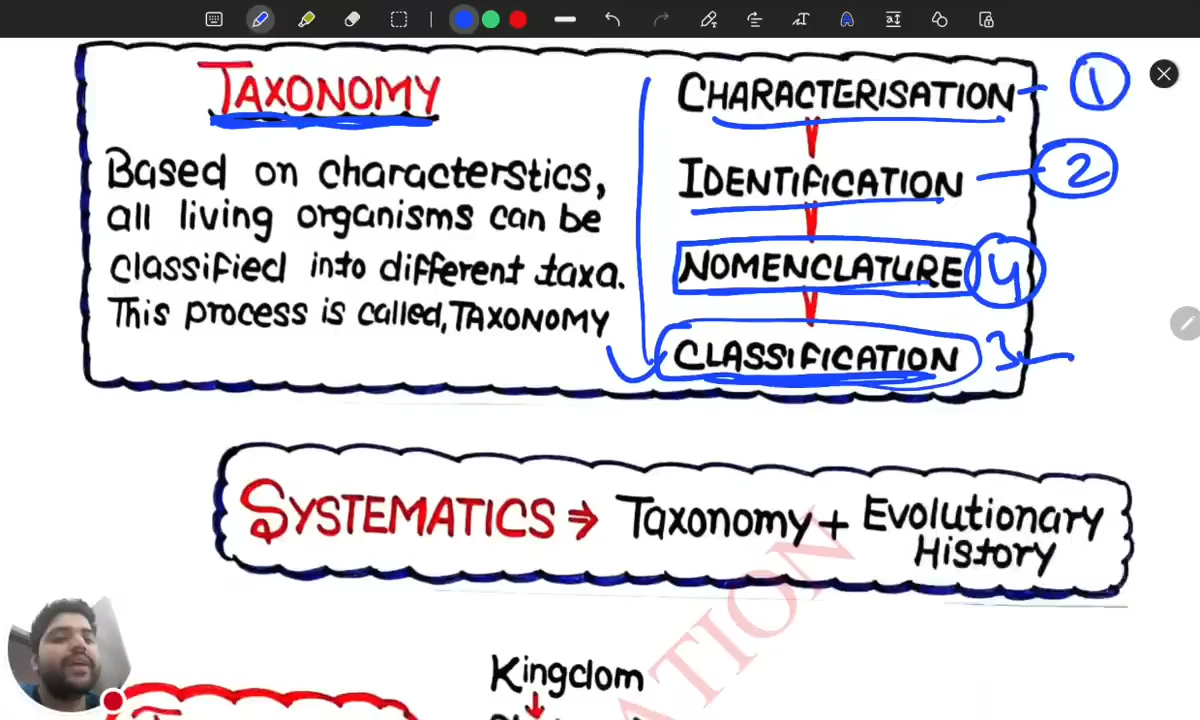 TAXONOMY
Based on characterstics,
all living organisms can be
classified into different taxa.
This process is called, TAXONOMY
CHARACTERISATION 1
IDENTIFICATION 2
NOMENCLATURE 4
CLASSIFICATION 3
SYSTEMATICS ⇒ Taxonomy + Evolutionary
History
Kingdom
ATION